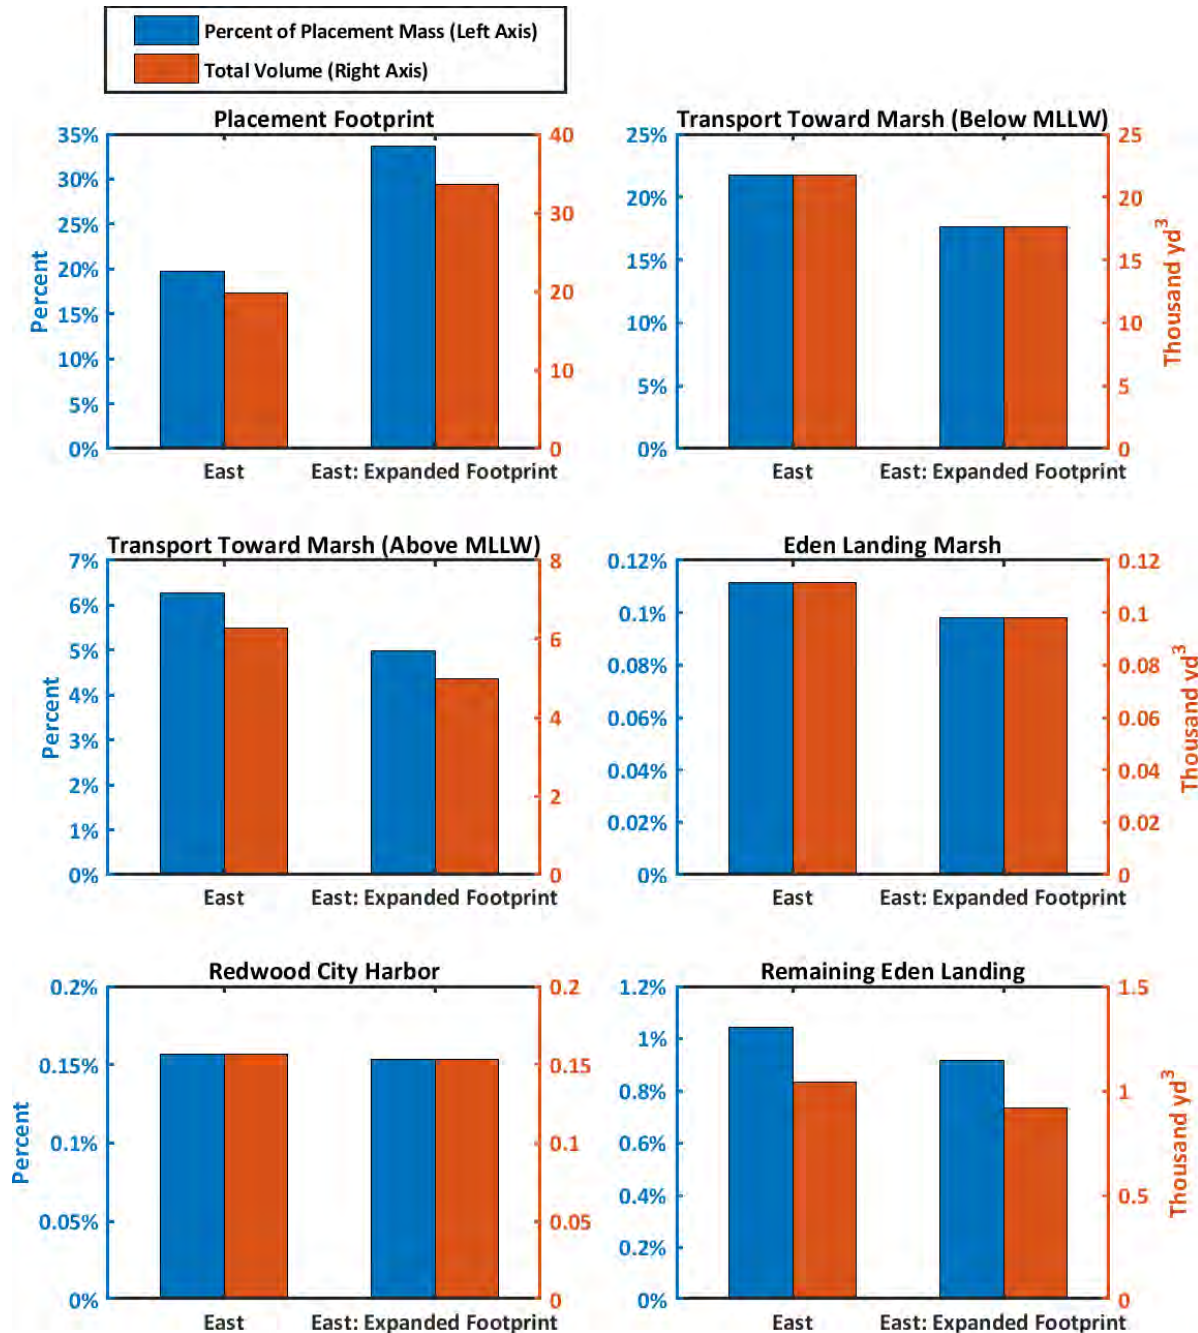 Percent of Placement Mass (Left Axis)
Total Volume (Right Axis)
Placement Footprint
35%
30%
25%
20%
15%
10%
5%
0%
Percent
40
30
20
10
0
East
East: Expanded Footprint
Transport Toward Marsh (Below MLLW)
25%
20%
15%
10%
5%
0%
25
20
15
10
5
0
Thousand yd³
East
East: Expanded Footprint
Transport Toward Marsh (Above MLLW)
7%
6%
5%
4%
3%
2%
1%
0%
Percent
8
6
4
2
0
East
East: Expanded Footprint
Eden Landing Marsh
0.12%
0.1%
0.08%
0.06%
0.04%
0.02%
0%
0.12
0.1
0.08
0.06
0.04
0.02
0
Thousand yd³
East
East: Expanded Footprint
Redwood City Harbor
0.2%
0.15%
0.1%
0.05%
0%
Percent
0.2
0.15
0.1
0.05
0
East
East: Expanded Footprint
Remaining Eden Landing
1.2%
1%
0.8%
0.6%
0.4%
0.2%
0%
1.5
1
0.5
0
Thousand yd³
East
East: Expanded Footprint